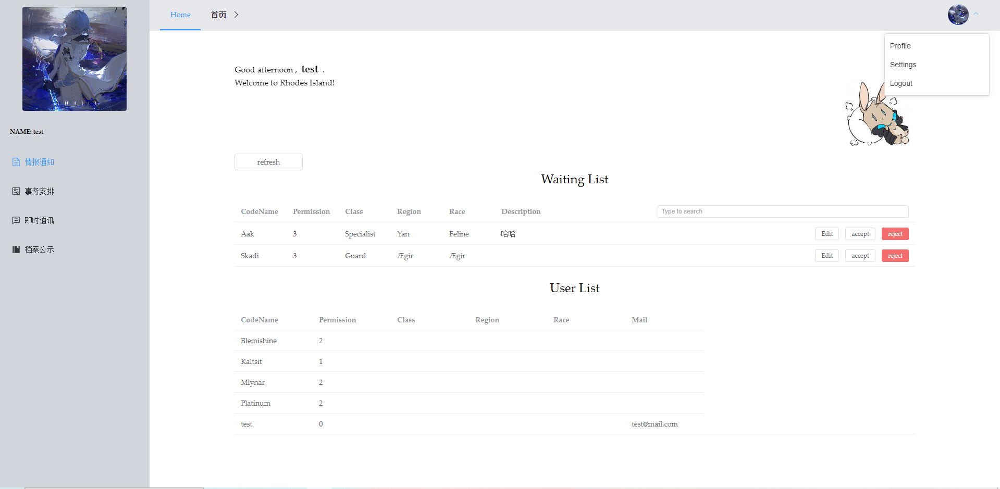 HRIII
NAME: test
情报通知
事务安排
即时通讯
档案公示
Home 首页
Profile
Settings
Logout
Good afternoon , test .
Welcome to Rhodes Island!
refresh
Waiting List
CodeName Permission Class Region Race Description Type to search
Aak 3 Specialist Yan Feline 哈哈 Edit accept reject
Skadi 3 Guard Ægir Ægir Edit accept reject
User List
CodeName Permission Class Region Race Mail
Blemishine 2
Kaltsit 1
Mlynar 2
Platinum 2
test 0 test@mail.com